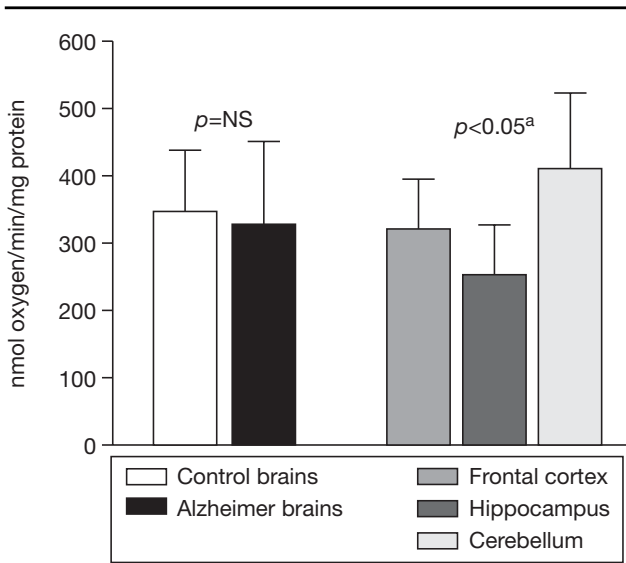 nmol oxygen/min/mg protein
600
500
400
300
200
100
0
p=NS
p<0.05ª
Control brains
Alzheimer brains
Frontal cortex
Hippocampus
Cerebellum